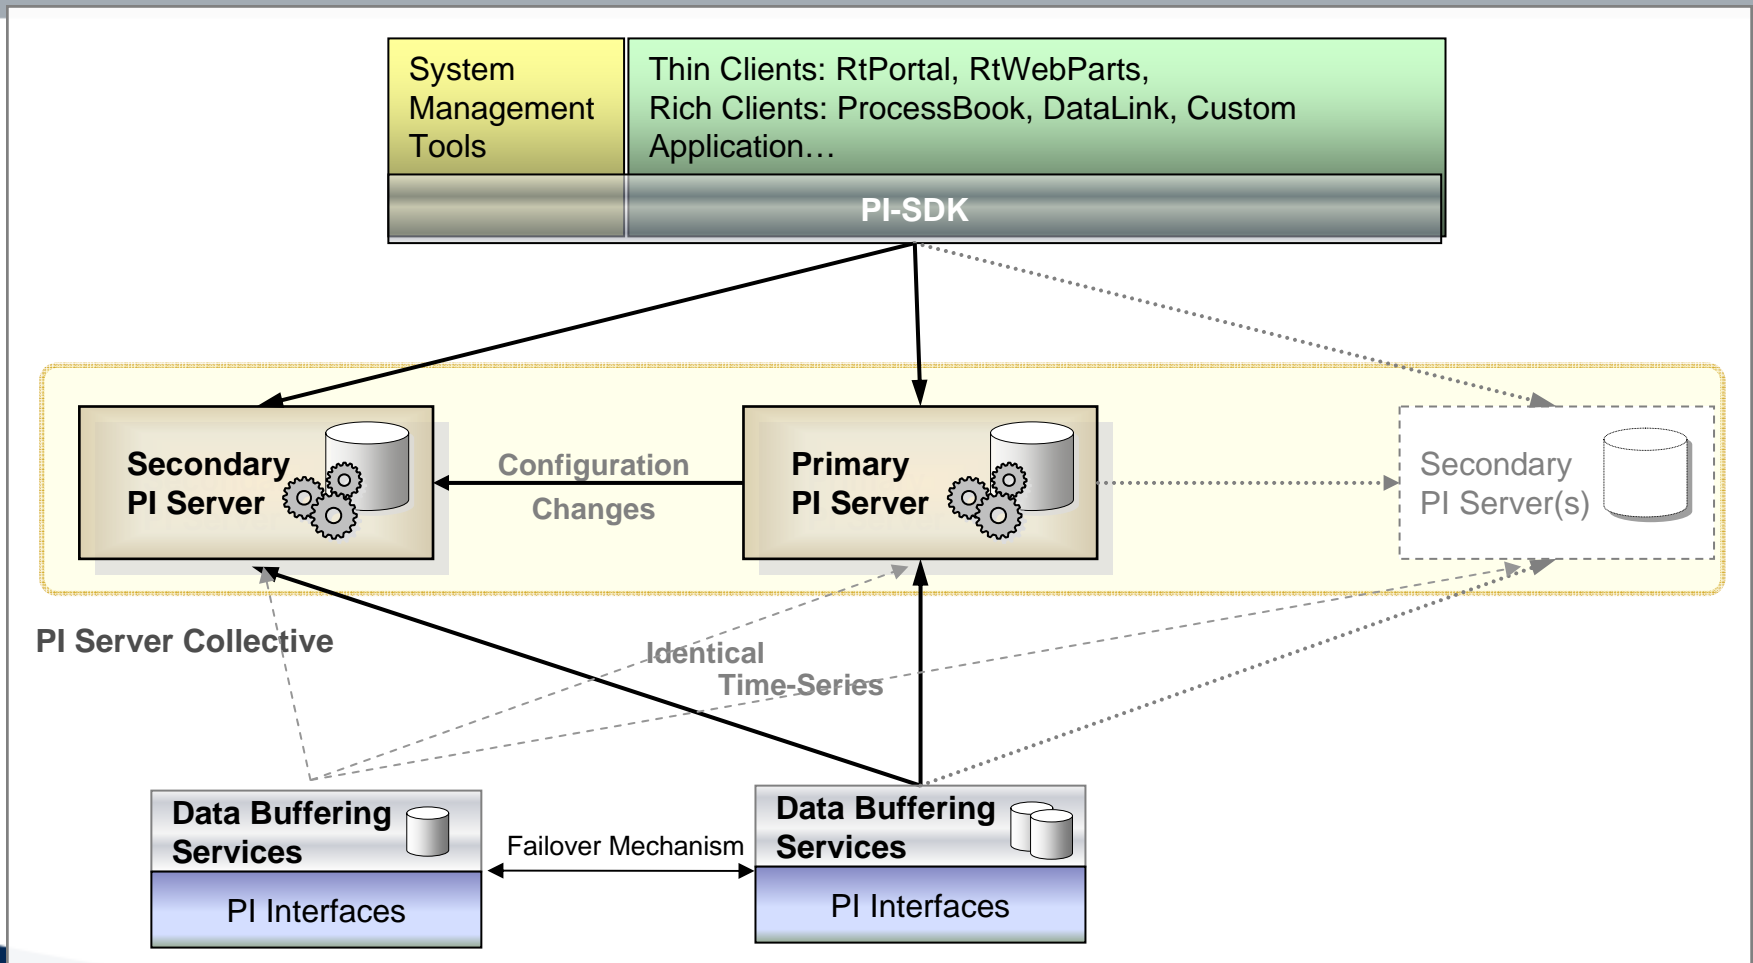 System
Management
Tools
Thin Clients: RtPortal, RtWebParts,
Rich Clients: ProcessBook, DataLink, Custom
Application…
PI-SDK
Secondary
PI Server
Configuration
Changes
Primary
PI Server
Secondary
PI Server(s)
PI Server Collective
Identical
Time-Series
Data Buffering
Services
PI Interfaces
Failover Mechanism
Data Buffering
Services
PI Interfaces